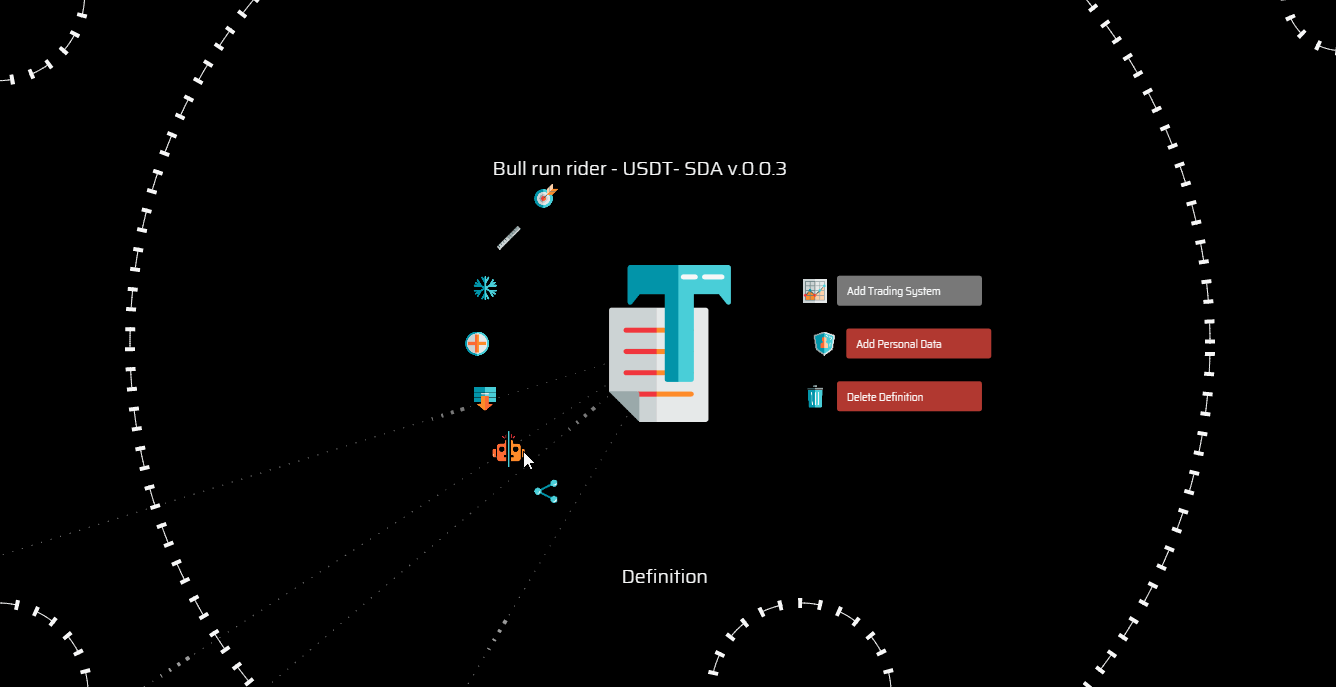 Bull run rider - USDT- SDA v.0.0.3
Add Trading System
Add Personal Data
Delete Definition
Definition